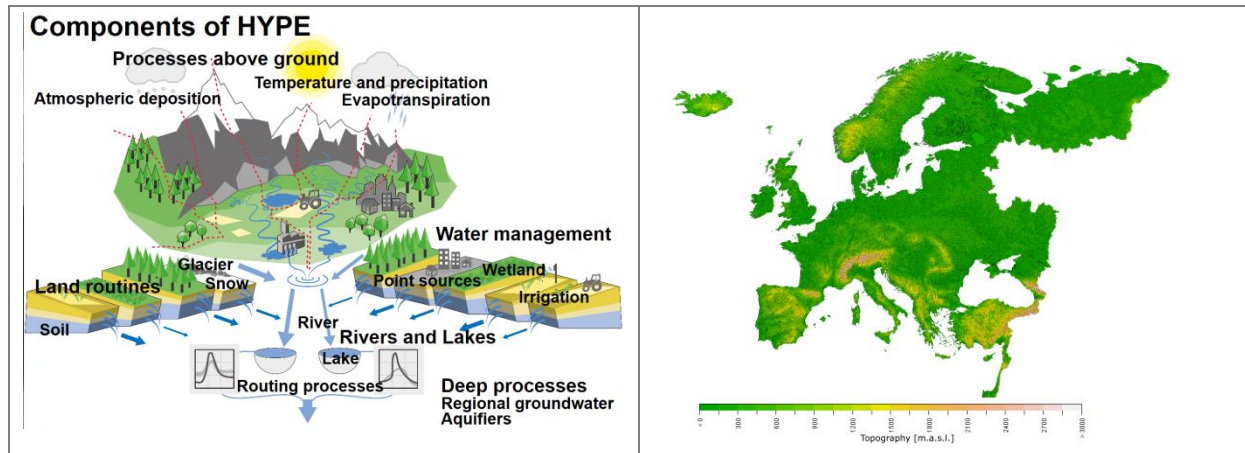 Components of HYPE
Processes above ground
Temperature and precipitation
Atmospheric deposition
Evapotranspiration
Water management
Glacier
Snow
Land routines
Wetland
Point sources
Irrigation
Soil
River
Rivers and Lakes
Lake
Routing processes
Deep processes
Regional groundwater
Aquifiers
< 0
300
600
900
1200
1500
1800
2100
2400
2700
> 3000
Topography [m.a.s.l.]